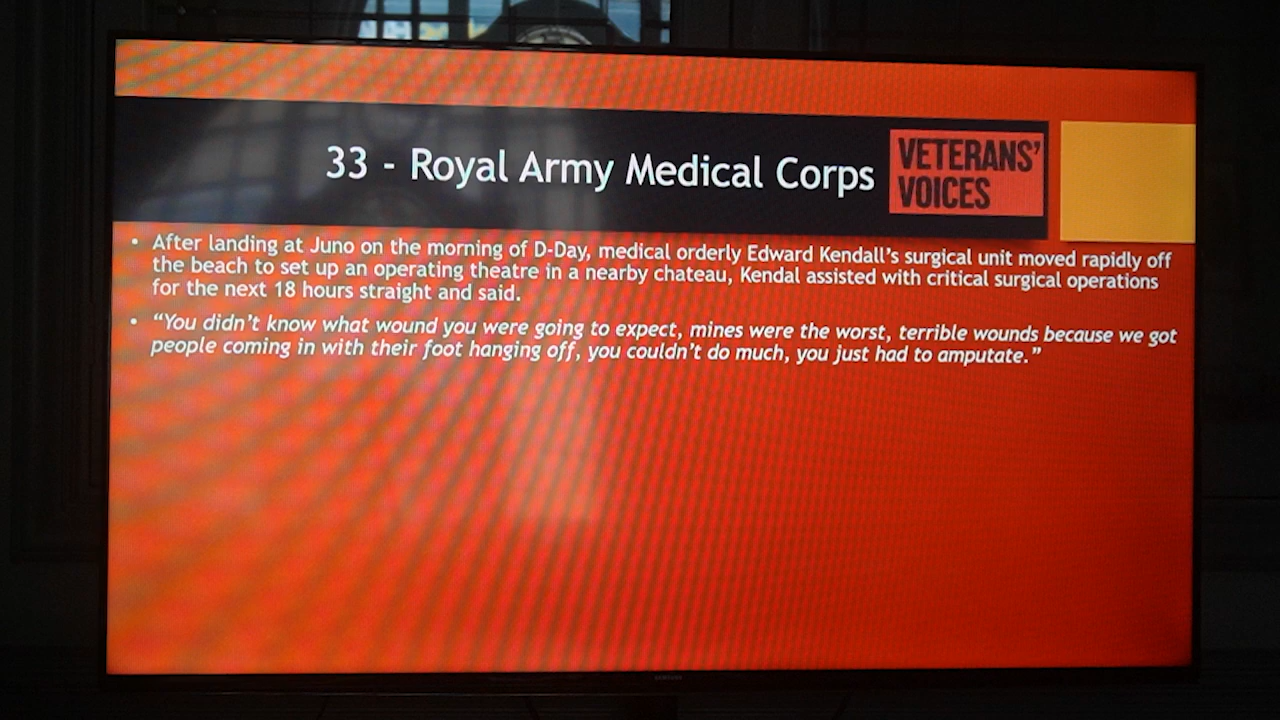 33 - Royal Army Medical Corps
VETERANS'
VOICES
• After landing at Juno on the morning of D-Day, medical orderly Edward Kendall's surgical unit moved rapidly off
the beach to set up an operating theatre in a nearby chateau, Kendal assisted with critical surgical operations
for the next 18 hours straight and said.
• “You didn't know what wound you were going to expect, mines were the worst, terrible wounds because we got
people coming in with their foot hanging off, you couldn't do much, you just had to amputate.”
SAMSUNG